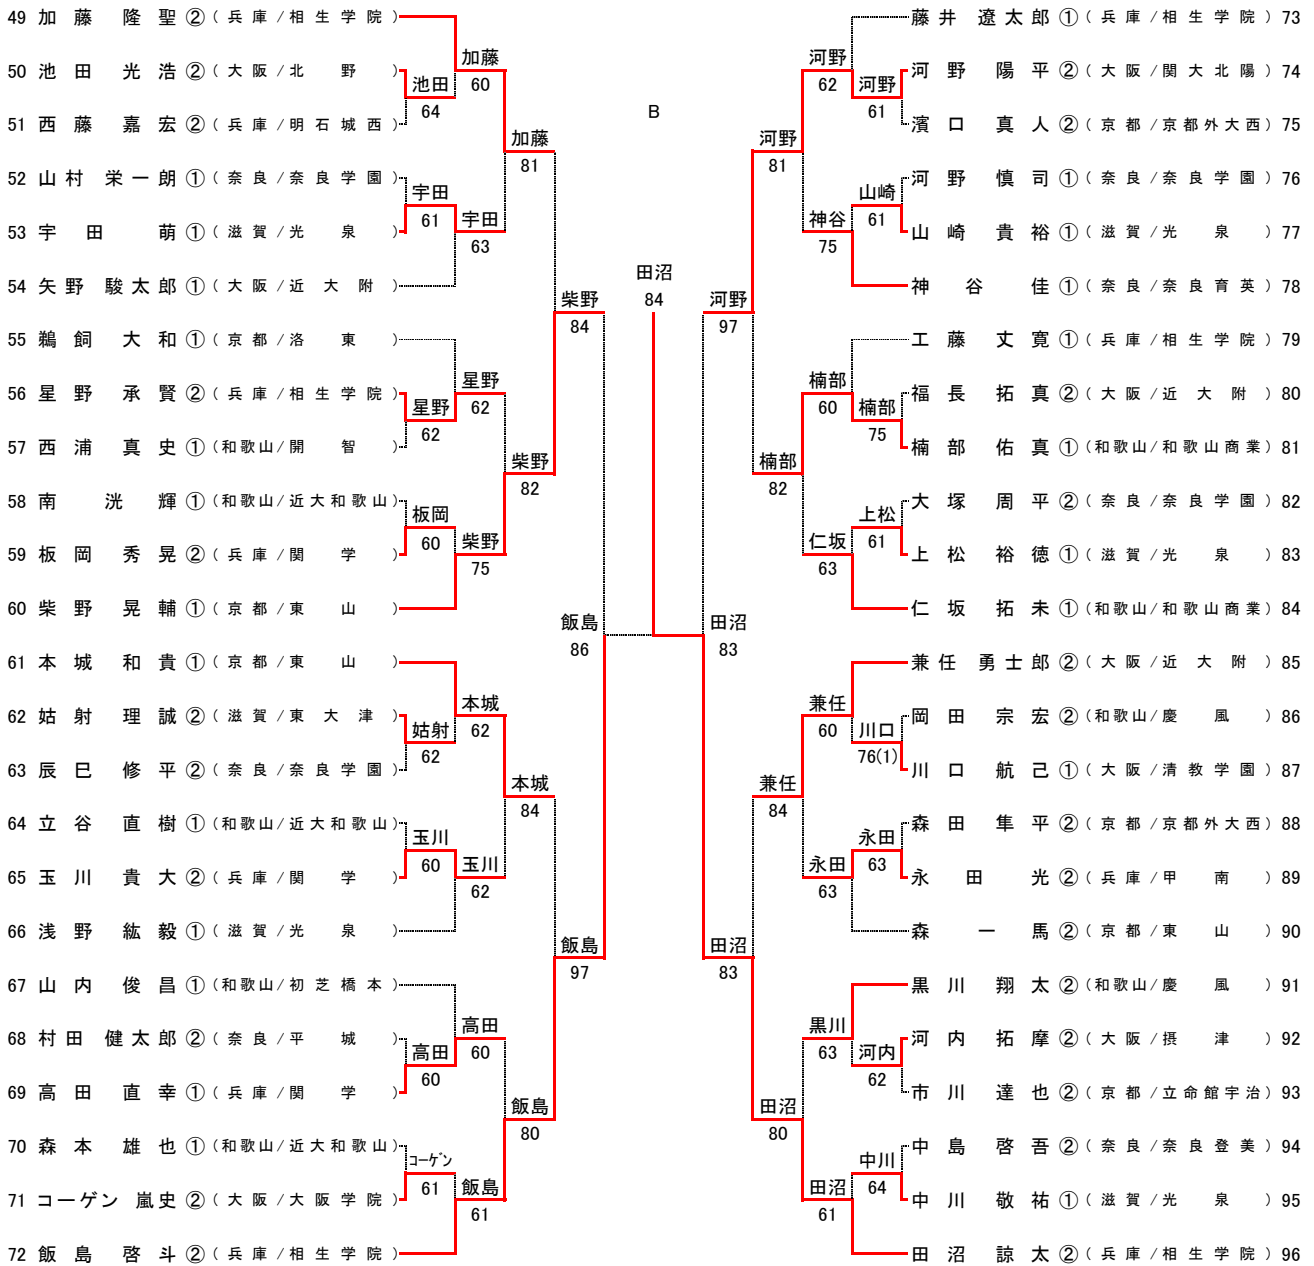 B
49 加藤 隆聖 ② (兵庫/相生学院)
50 池田 光浩 ② (大阪/北野)
51 西藤 嘉宏 ② (兵庫/明石城西)
52 山村 栄一朗 ① (奈良/奈良学園)
53 宇田 萌 ① (滋賀/光泉)
54 矢野 駿太郎 ① (大阪/近大附)
55 鵜飼 大和 ① (京都/洛東)
56 星野 承賢 ② (兵庫/相生学院)
57 西浦 真史 ① (和歌山/開智)
58 南 洸輝 ① (和歌山/近大和歌山)
59 板岡 秀晃 ② (兵庫/関学)
60 柴野 晃輔 ① (京都/東山)
61 本城 和貴 ① (京都/東山)
62 姑射 理誠 ② (滋賀/東大津)
63 辰巳 修平 ② (奈良/奈良学園)
64 立谷 直樹 ① (和歌山/近大和歌山)
65 玉川 貴大 ② (兵庫/関学)
66 浅野 紘毅 ① (滋賀/光泉)
67 山内 俊昌 ① (和歌山/初芝橋本)
68 村田 健太郎 ② (奈良/平城)
69 高田 直幸 ① (兵庫/関学)
70 森本 雄也 ① (和歌山/近大和歌山)
71 コーゲン 嵐史 ② (大阪/大阪学院)
72 飯島 啓斗 ② (兵庫/相生学院)
池田
64
宇田
61
星野
62
板岡
60
姑射
62
玉川
60
高田
60
コーゲン
61
加藤
60
宇田
63
星野
62
柴野
75
本城
62
玉川
62
高田
60
飯島
61
加藤
81
柴野
82
本城
84
飯島
80
柴野
84
飯島
97
飯島
86
田沼
84
田沼
83
河野
97
田沼
83
河野
81
楠部
82
兼任
84
田沼
80
河野
62
神谷
75
楠部
60
仁坂
63
兼任
60
永田
63
黒川
63
田沼
61
河野
61
山崎
61
楠部
75
上松
61
川口
76(1)
永田
63
河内
62
中川
64
藤井 遼太郎 ① (兵庫/相生学院) 73
河野 陽平 ② (大阪/関大北陽) 74
濱口 真人 ② (京都/京都外大西) 75
河野 慎司 ① (奈良/奈良学園) 76
山崎 貴裕 ① (滋賀/光泉) 77
神谷 佳 ① (奈良/奈良育英) 78
工藤 丈寛 ① (兵庫/相生学院) 79
福長 拓真 ② (大阪/近大附) 80
楠部 佑真 ① (和歌山/和歌山商業) 81
大塚 周平 ② (奈良/奈良学園) 82
上松 裕徳 ① (滋賀/光泉) 83
仁坂 拓未 ① (和歌山/和歌山商業) 84
兼任 勇士郎 ② (大阪/近大附) 85
岡田 宗宏 ② (和歌山/慶風) 86
川口 航己 ① (大阪/清教学園) 87
森田 隼平 ② (京都/京都外大西) 88
永田 光 ② (兵庫/甲南) 89
森 一馬 ② (京都/東山) 90
黒川 翔太 ② (和歌山/慶風) 91
河内 拓摩 ② (大阪/摂津) 92
市川 達也 ② (京都/立命館宇治) 93
中島 啓吾 ② (奈良/奈良登美) 94
中川 敬祐 ① (滋賀/光泉) 95
田沼 諒太 ② (兵庫/相生学院) 96